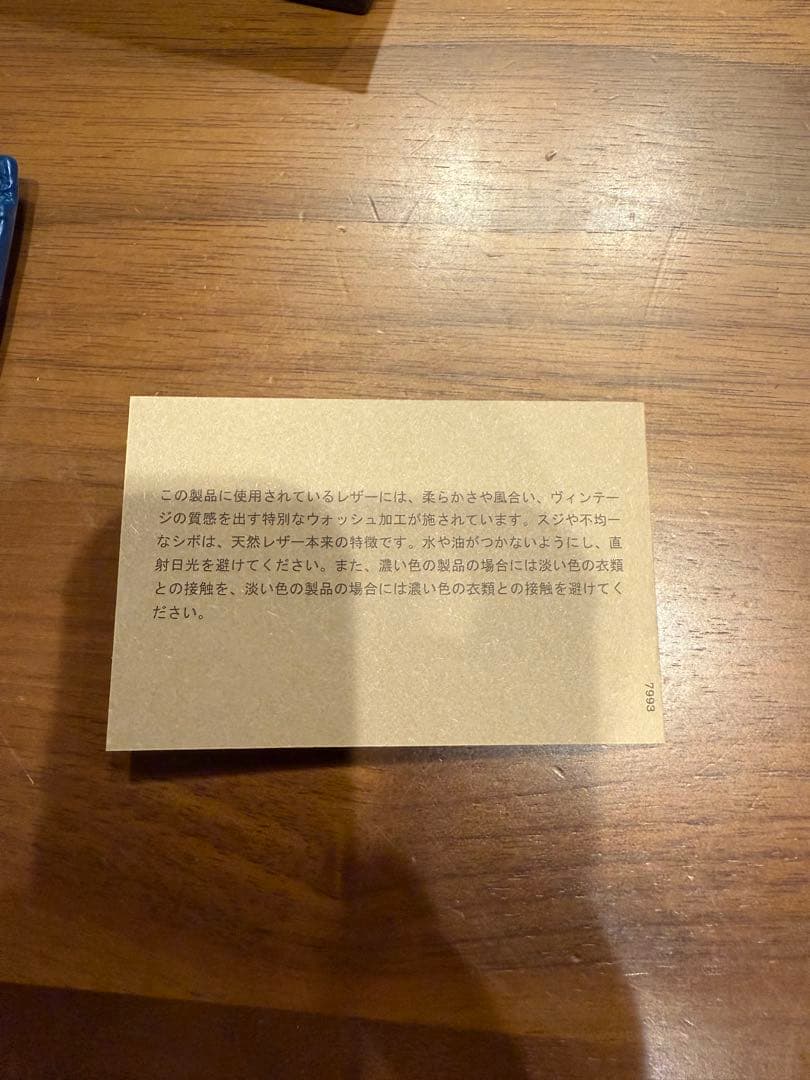 この製品に使用されているレザーには、柔らかさや風合い、ヴィンテー
ジの質感を出す特別なウォッシュ加工が施されています。スジや不均一
なシボは、天然レザー本来の特徴です。水や油がつかないようにし、直
射日光を避けてください。また、濃い色の製品の場合には淡い色の衣類
との接触を、淡い色の製品の場合には濃い色の衣類との接触を避けてく
ださい。
7993